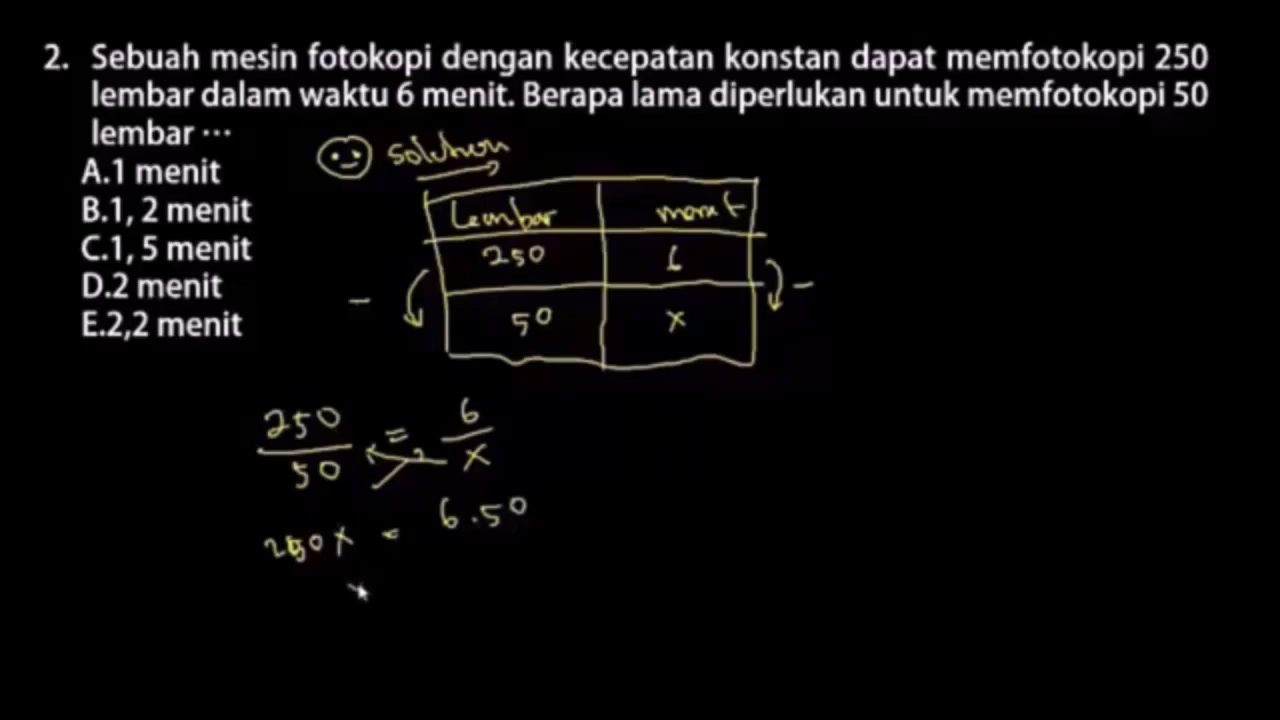 2. Sebuah mesin fotokopi dengan kecepatan konstan dapat memfotokopi 250
lembar dalam waktu 6 menit. Berapa lama diperlukan untuk memfotokopi 50
lembar ...
A.1 menit
B.1, 2 menit
C.1, 5 menit
D.2 menit
E.2,2 menit
solution
Lembar
250 6
- -
50 x
250 = 6
50 x
250x = 6.50
x